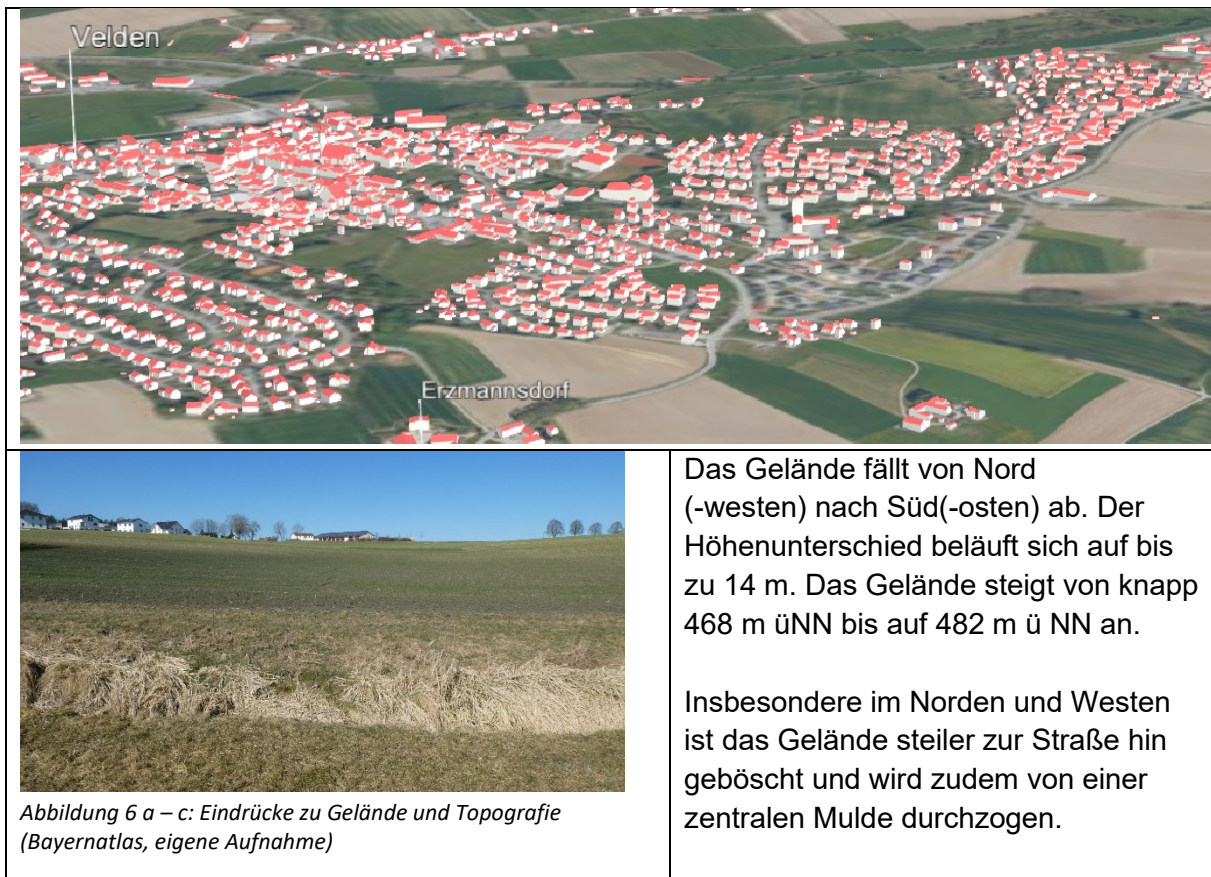 Velden
Erzmannsdorf
Abbildung 6 a – c: Eindrücke zu Gelände und Topografie
(Bayernatlas, eigene Aufnahme)
Das Gelände fällt von Nord
(-westen) nach Süd(-osten) ab. Der
Höhenunterschied beläuft sich auf bis
zu 14 m. Das Gelände steigt von knapp
468 m üNN bis auf 482 m ü NN an.
Insbesondere im Norden und Westen
ist das Gelände steiler zur Straße hin
geböscht und wird zudem von einer
zentralen Mulde durchzogen.